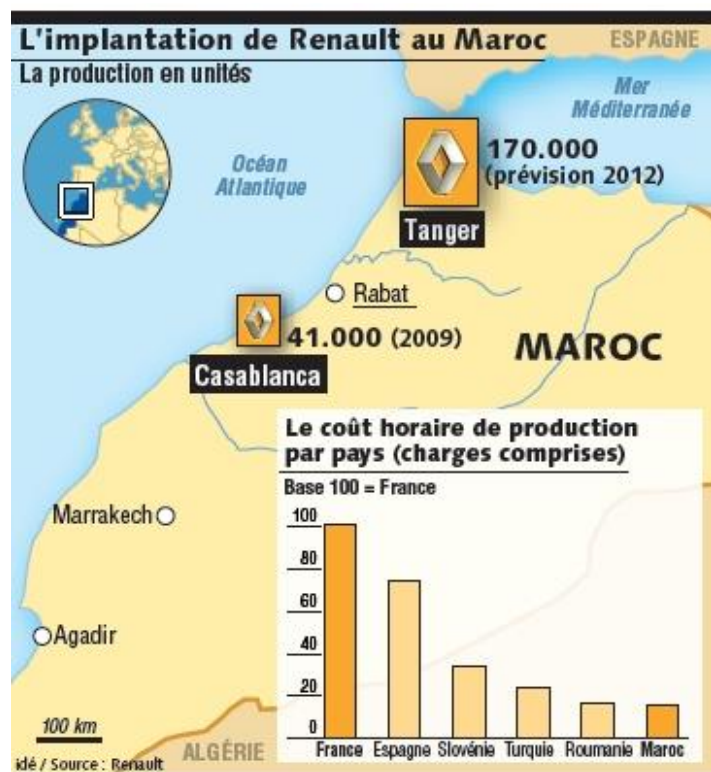 L'implantation de Renault au Maroc
La production en unités
ESPAGNE
Mer
Méditerranée
Océan
Atlantique
170.000
(prévision 2012)
Tanger
Rabat
41.000 (2009)
MAROC
Casablanca
Marrakech
Agadir
100 km
ALGÉRIE
idé / Source : Renault
Le coût horaire de production
par pays (charges comprises)
Base 100 = France
100
80
60
40
20
0
France Espagne Slovénie Turquie Roumanie Maroc